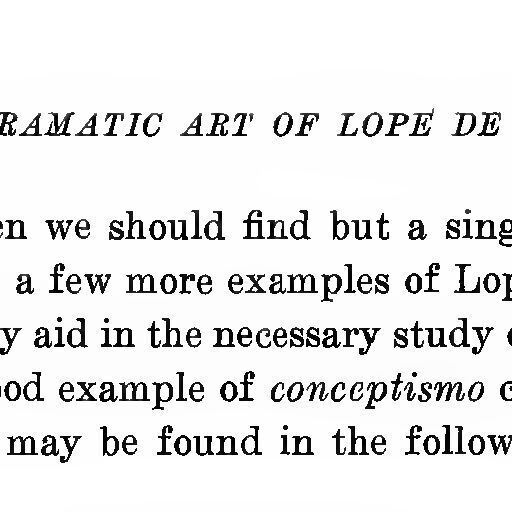 RAMATIC ART OF LOPE DE
en we should find but a sing
a few more examples of Lop
y aid in the necessary study
ood example of conceptismo
may be found in the follow